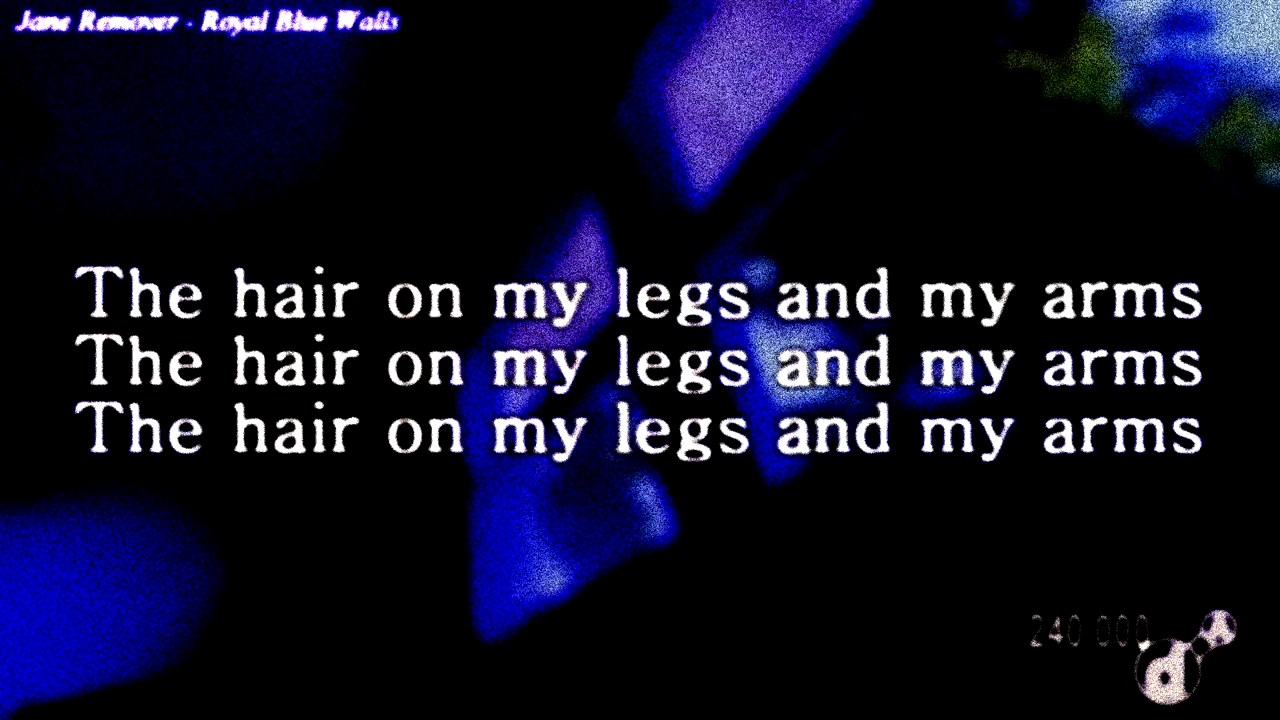 Jane Remover - Royal Blue Walls
The hair on my legs and my arms
The hair on my legs and my arms
The hair on my legs and my arms
240 000